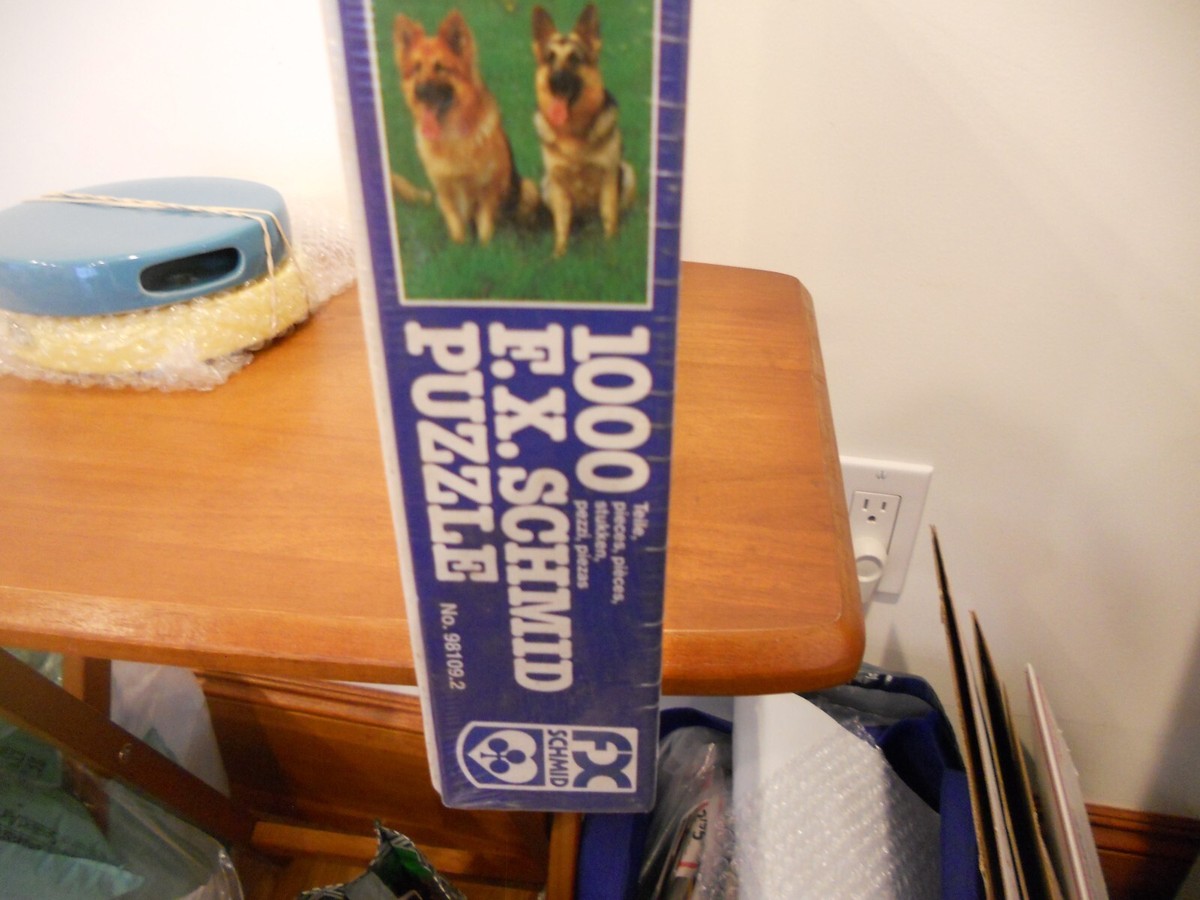 1000
Teile,
pieces, pièces,
stukken,
pezzi, piezas
F.X. SCHMID
PUZZLE
No. 98109.2
FX
SCHMID